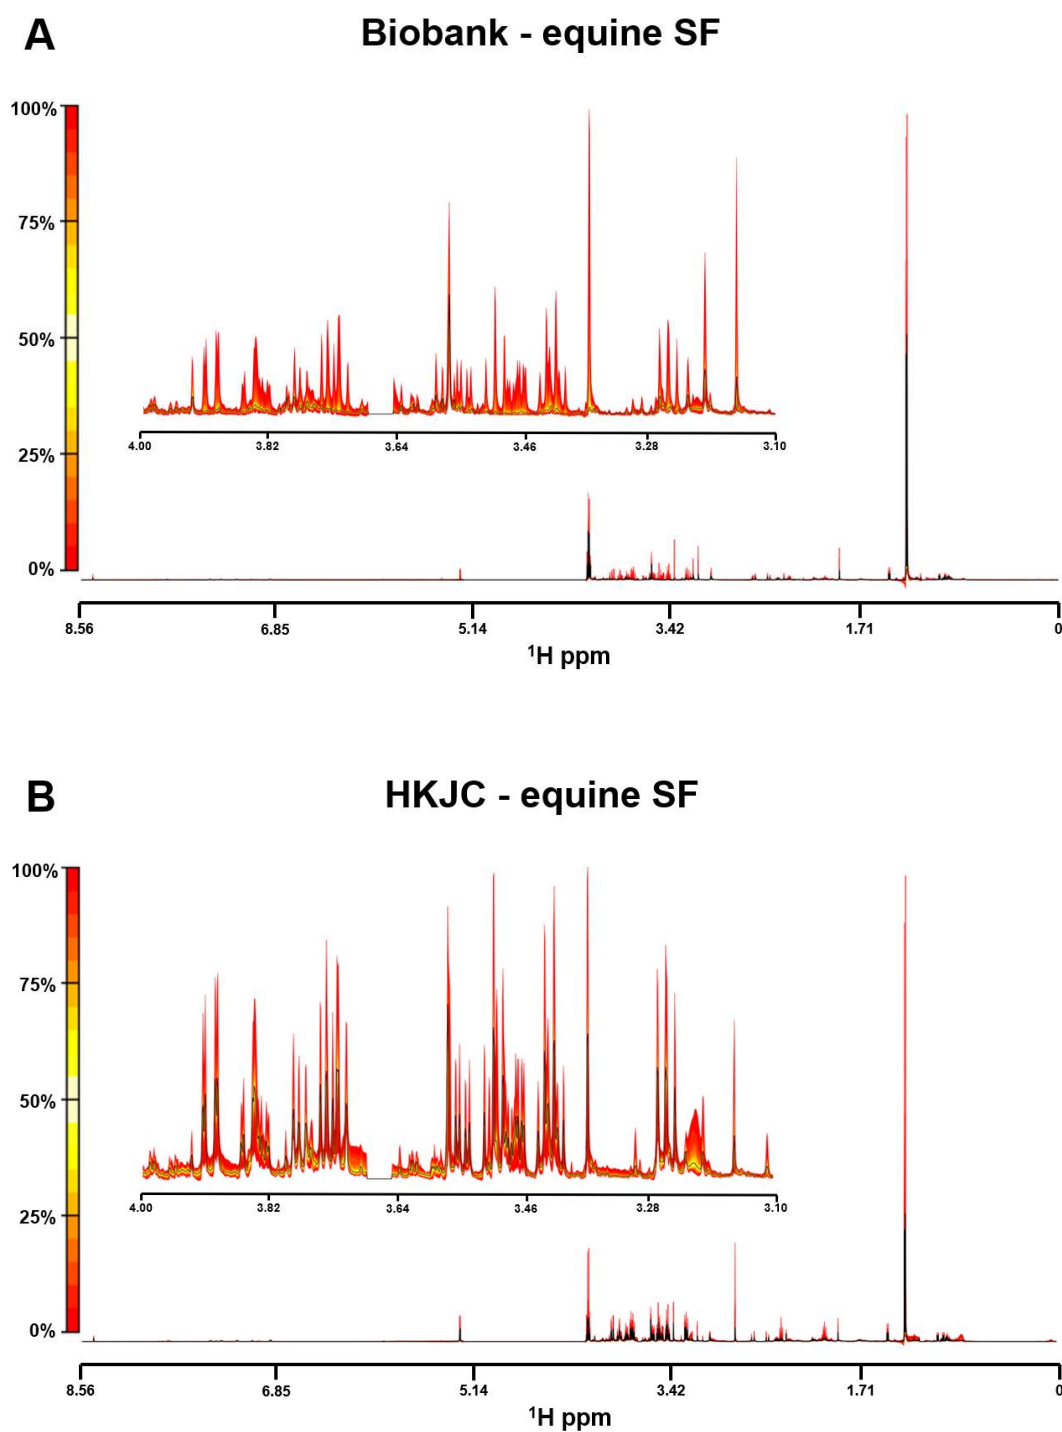 A
Biobank - equine SF
100%
75%
50%
25%
0%
4.00 3.82 3.64 3.46 3.28 3.10
8.56 6.85 5.14 3.42 1.71 0
¹H ppm
B
HKJC - equine SF
100%
75%
50%
25%
0%
4.00 3.82 3.64 3.46 3.28 3.10
8.56 6.85 5.14 3.42 1.71 0
¹H ppm